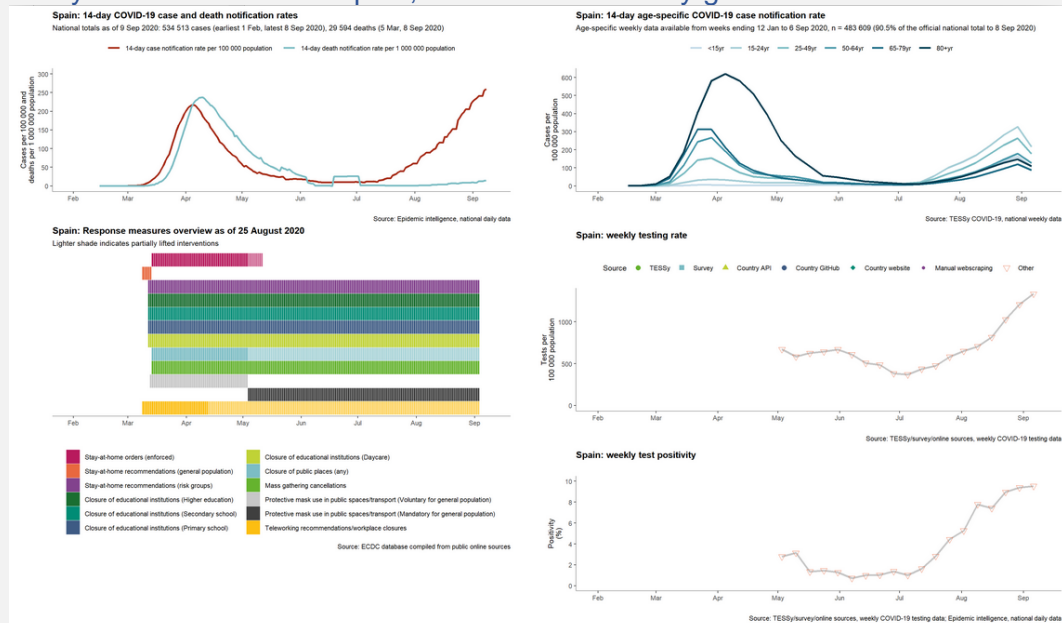 Spain: 14-day COVID-19 case and death notification rates
National totals as of 9 Sep 2020: 534 513 cases (earliest 1 Feb, latest 8 Sep 2020), 29 594 deaths (5 Mar, 8 Sep 2020)
14-day case notification rate per 100 000 population
14-day death notification rate per 1 000 000 population
Cases per 100 000 and
deaths per 1 000 000 population
300
250
200
150
100
50
0
Feb Mar Apr May Jun Jul Aug Sep
Source: Epidemic intelligence, national daily data
Spain: Response measures overview as of 25 August 2020
Lighter shade indicates partially lifted interventions
Feb Mar Apr May Jun Jul Aug Sep
Stay-at-home orders (enforced)
Stay-at-home recommendations (general population)
Stay-at-home recommendations (risk groups)
Closure of educational institutions (Higher education)
Closure of educational institutions (Secondary school)
Closure of educational institutions (Primary school)
Closure of educational institutions (Daycare)
Closure of public places (any)
Mass gathering cancellations
Protective mask use in public spaces/transport (Voluntary for general population)
Protective mask use in public spaces/transport (Mandatory for general population)
Teleworking recommendations/workplace closures
Source: ECDC database compiled from public online sources
Spain: 14-day age-specific COVID-19 case notification rate
Age-specific weekly data available from weeks ending 12 Jan to 6 Sep 2020, n = 483 609 (90.5% of the official national total to 8 Sep 2020)
<15yr 15-24yr 25-49yr 50-64yr 65-79yr 80+yr
Cases per
100 000 population
600
500
400
300
200
100
0
Feb Mar Apr May Jun Jul Aug Sep
Source: TESSy COVID-19, national weekly data
Spain: weekly testing rate
Source TESSy Survey Country API Country GitHub Country website Manual webscraping Other
Tests per
100 000 population
1000
500
0
Feb Mar Apr May Jun Jul Aug Sep
Source: TESSy/survey/online sources, weekly COVID-19 testing data
Spain: weekly test positivity
Positivity
(%)
10
8
6
4
2
0
Feb Mar Apr May Jun Jul Aug Sep
Source: TESSy/survey/online sources, weekly COVID-19 testing data; Epidemic intelligence, national daily data